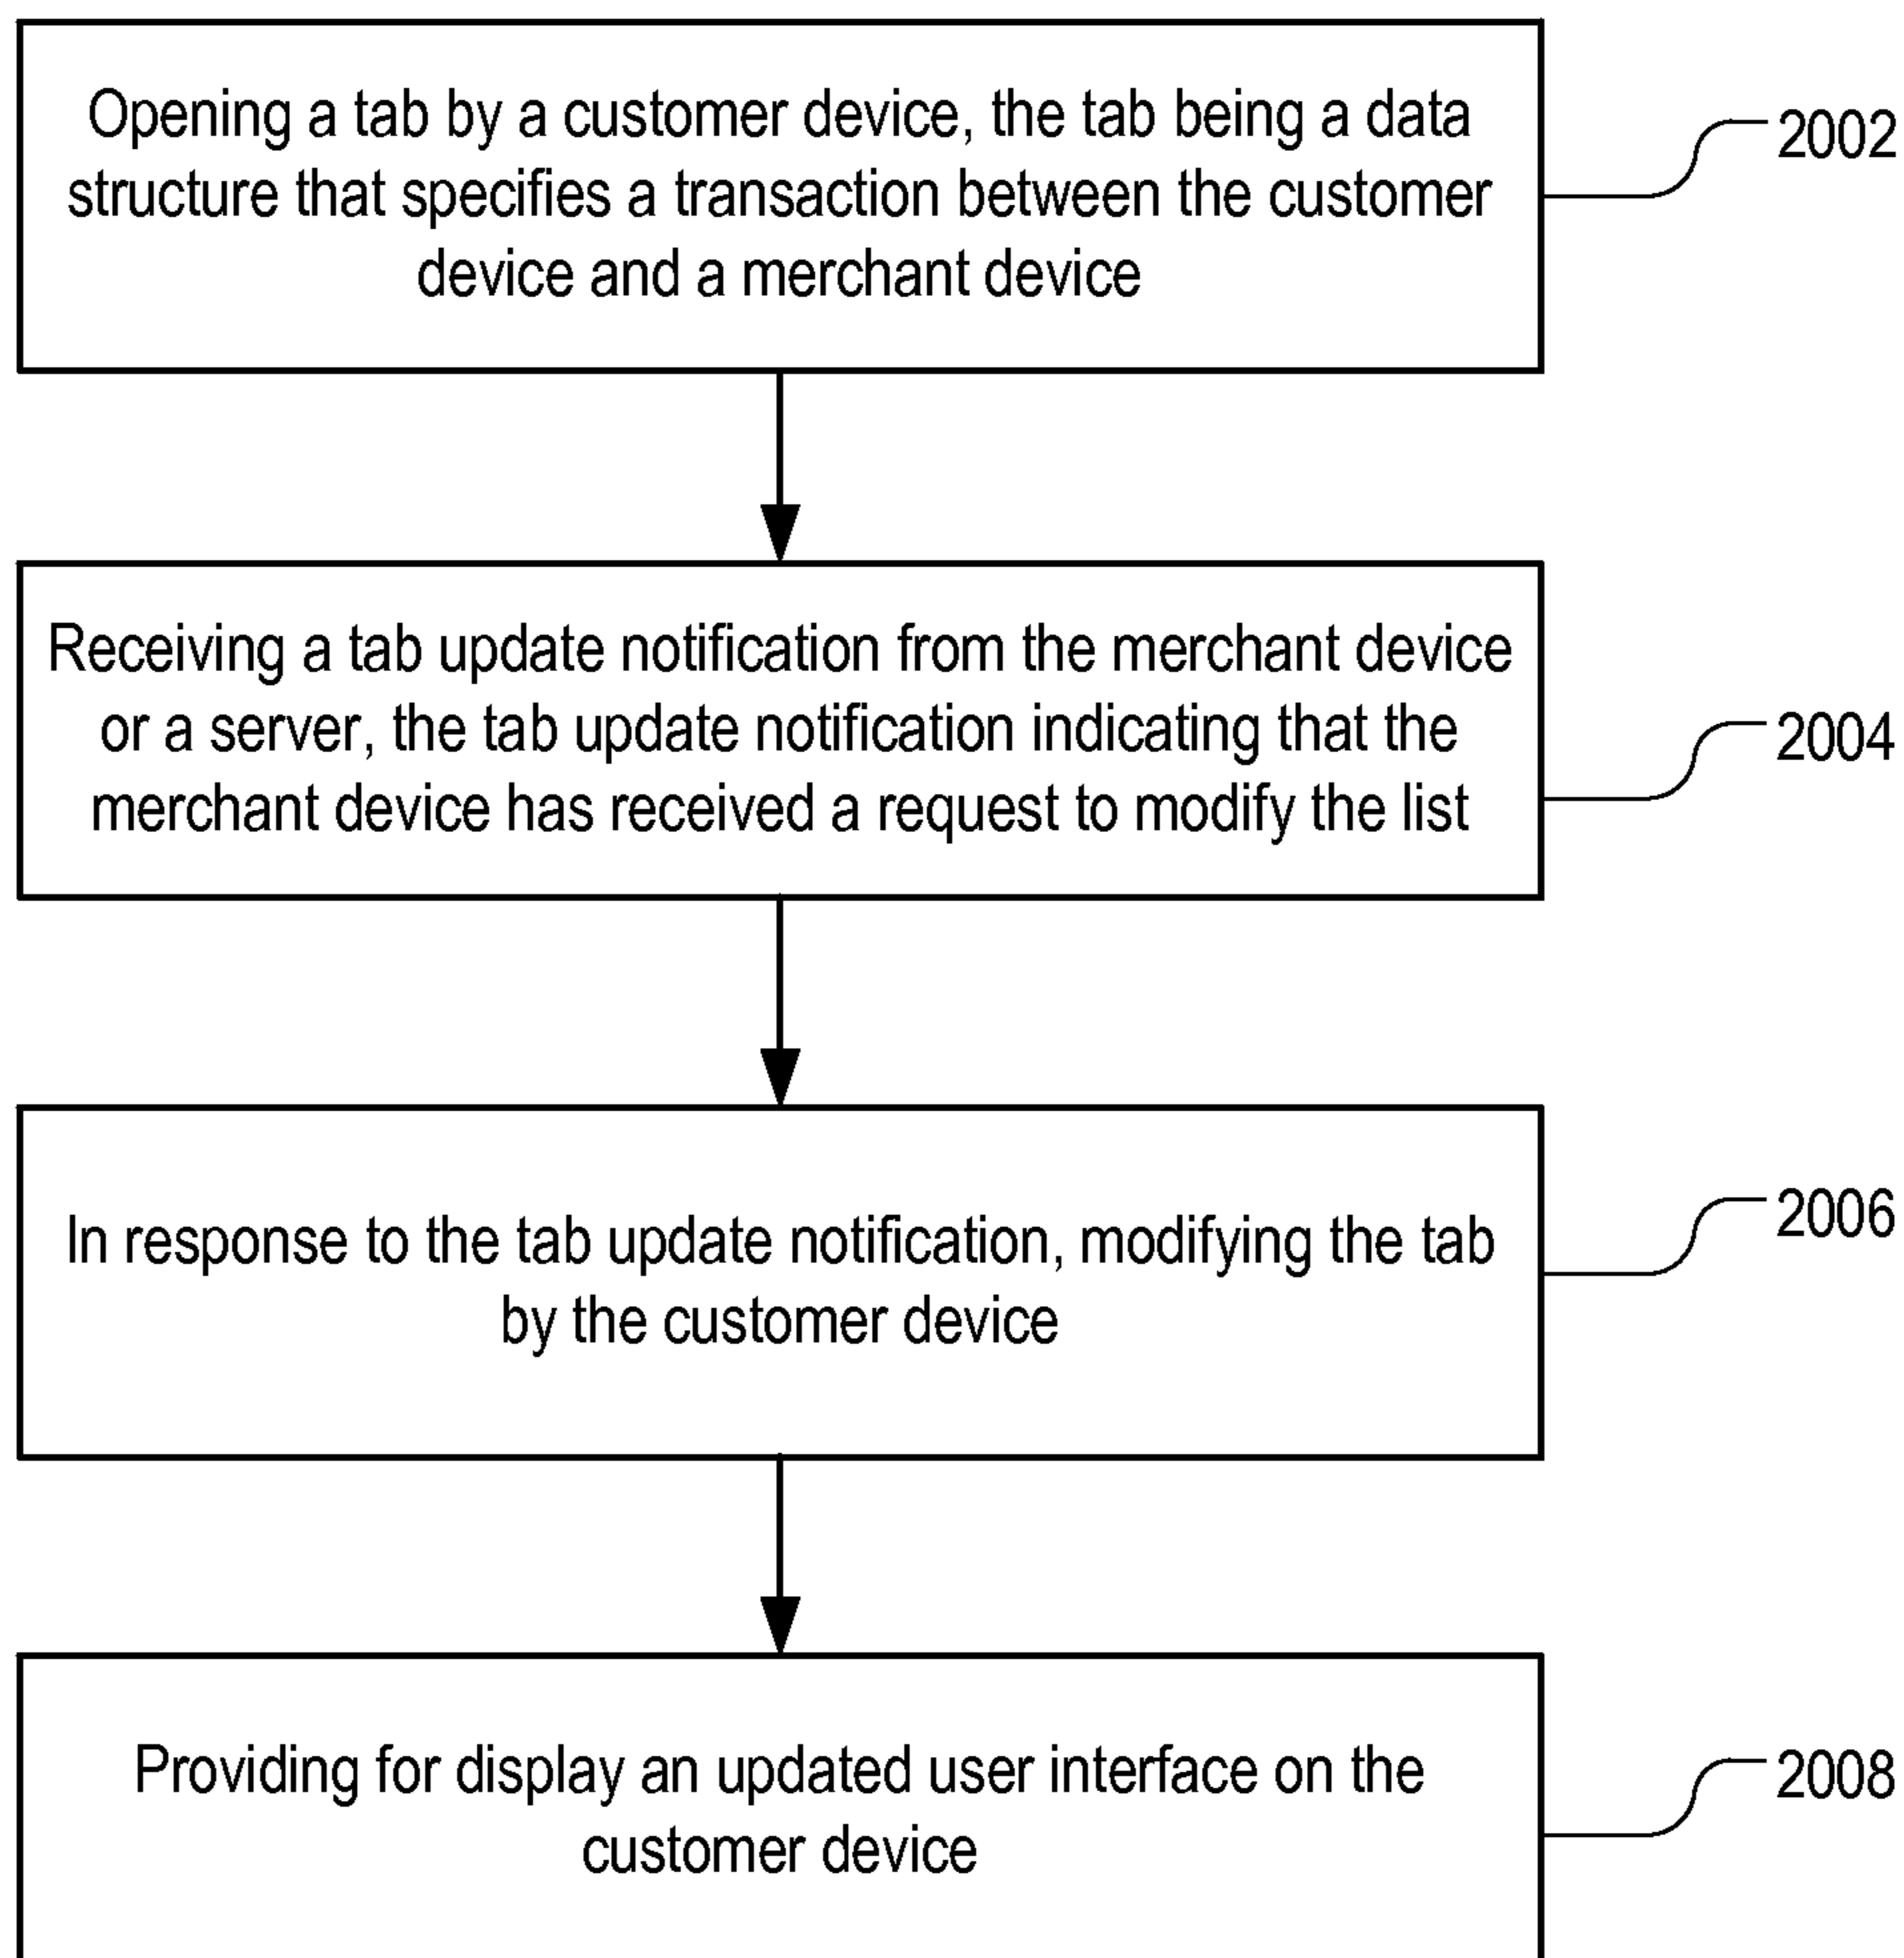 Opening a tab by a customer device, the tab being a data
structure that specifies a transaction between the customer
device and a merchant device
2002
Receiving a tab update notification from the merchant device
or a server, the tab update notification indicating that the
merchant device has received a request to modify the list
2004
In response to the tab update notification, modifying the tab
by the customer device
2006
Providing for display an updated user interface on the
customer device
2008